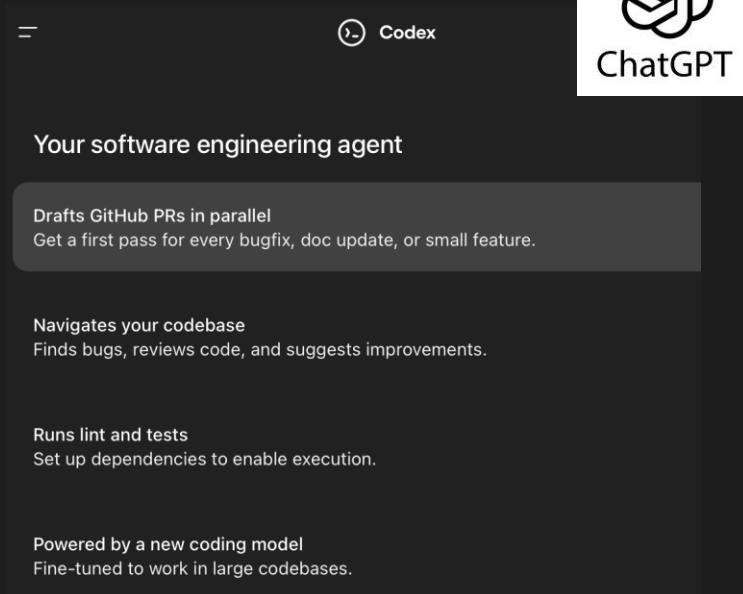 Codex
ChatGPT
Your software engineering agent
Drafts GitHub PRs in parallel
Get a first pass for every bugfix, doc update, or small feature.
Navigates your codebase
Finds bugs, reviews code, and suggests improvements.
Runs lint and tests
Set up dependencies to enable execution.
Powered by a new coding model
Fine-tuned to work in large codebases.